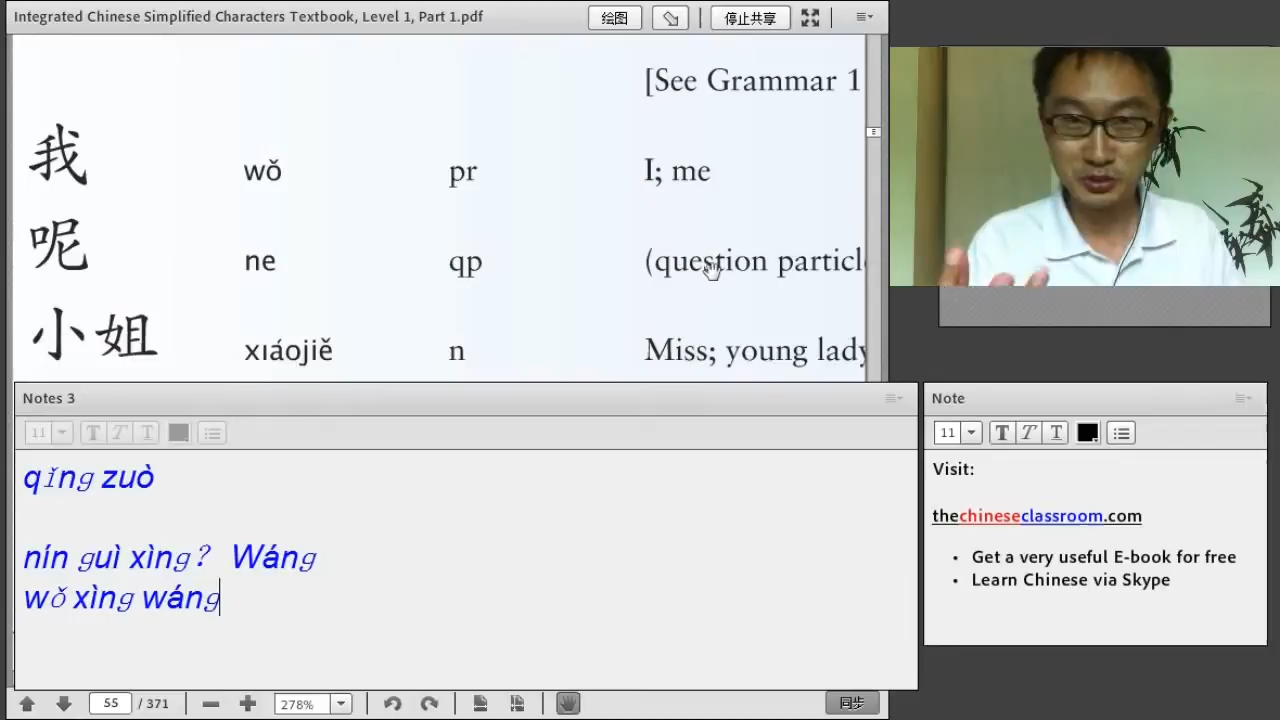 Integrated Chinese Simplified Characters Textbook, Level 1, Part 1.pdf
绘图
停止共享
[See Grammar 1
我 wǒ pr I; me
呢 ne qp (question particl
小姐 xıáojiě n Miss; young lady
Notes 3
11 T T T
qǐng zuò
nín guì xìng? Wáng
wǒ xìng wáng
55 / 371 278% 同步
Note
11 T T T
Visit:
thechineseclassroom.com
• Get a very useful E-book for free
• Learn Chinese via Skype